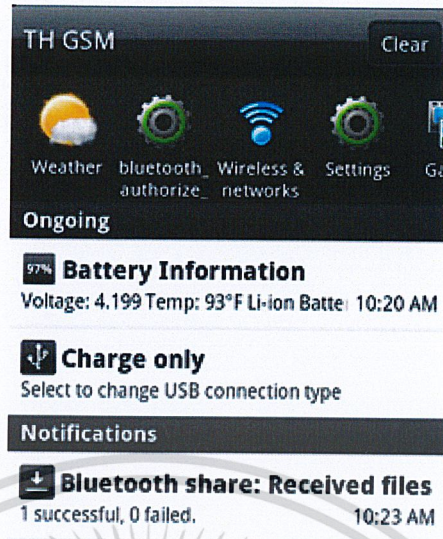 TH GSM
Clear
Weather bluetooth_ Wireless & Settings Ga
authorize_ networks
Ongoing
97% Battery Information
Voltage: 4.199 Temp: 93°F Li-ion Batte 10:20 AM
Charge only
Select to change USB connection type
Notifications
Bluetooth share: Received files
1 successful, 0 failed. 10:23 AM